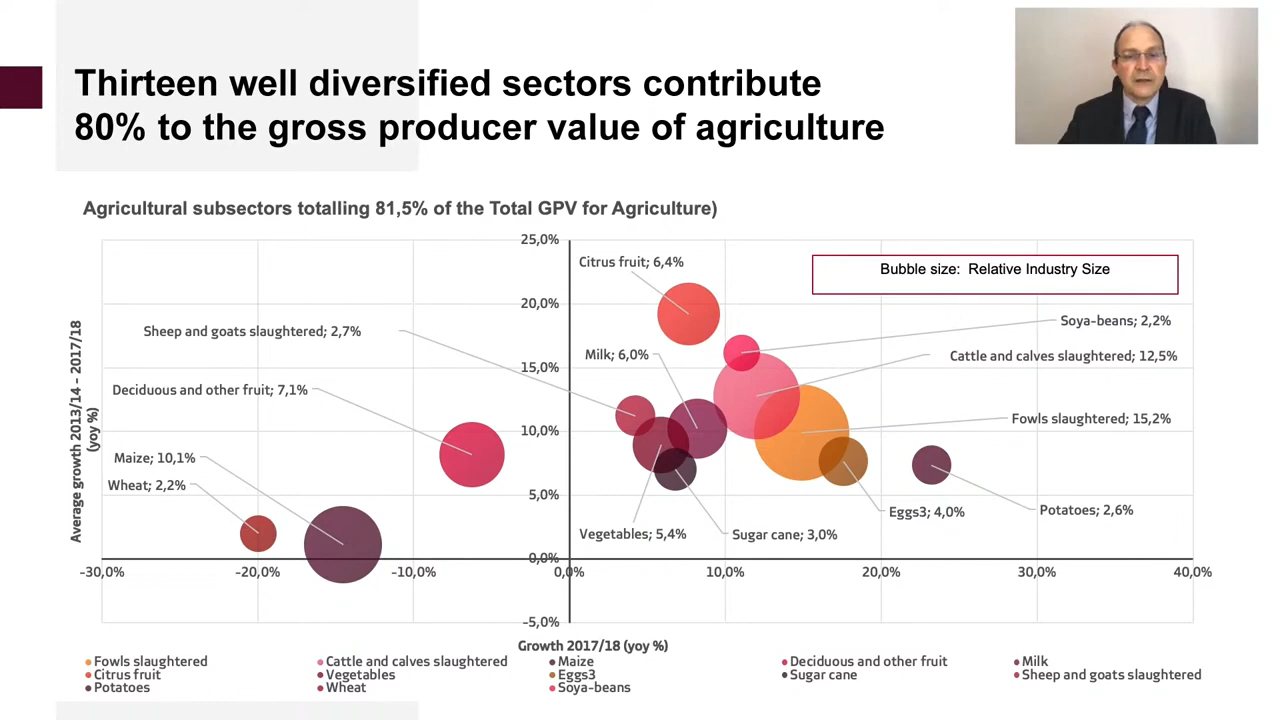 Thirteen well diversified sectors contribute
80% to the gross producer value of agriculture
Agricultural subsectors totalling 81,5% of the Total GPV for Agriculture)
Average growth 2013/14 – 2017/18
(yoy %)
25,0%
20,0%
15,0%
10,0%
5,0%
0,0%
-5,0%
Bubble size: Relative Industry Size
Citrus fruit; 6,4%
Sheep and goats slaughtered; 2,7%
Soya-beans; 2,2%
Milk; 6,0%
Cattle and calves slaughtered; 12,5%
Deciduous and other fruit; 7,1%
Fowls slaughtered; 15,2%
Maize; 10,1%
Wheat; 2,2%
Eggs3; 4,0%
Potatoes; 2,6%
Vegetables; 5,4%
Sugar cane; 3,0%
-30,0% -20,0% -10,0% 0,0% 10,0% 20,0% 30,0% 40,0%
Growth 2017/18 (yoy %)
Fowls slaughtered Cattle and calves slaughtered Maize Deciduous and other fruit Milk
Citrus fruit Vegetables Eggs3 Sugar cane Sheep and goats slaughtered
Potatoes Wheat Soya-beans